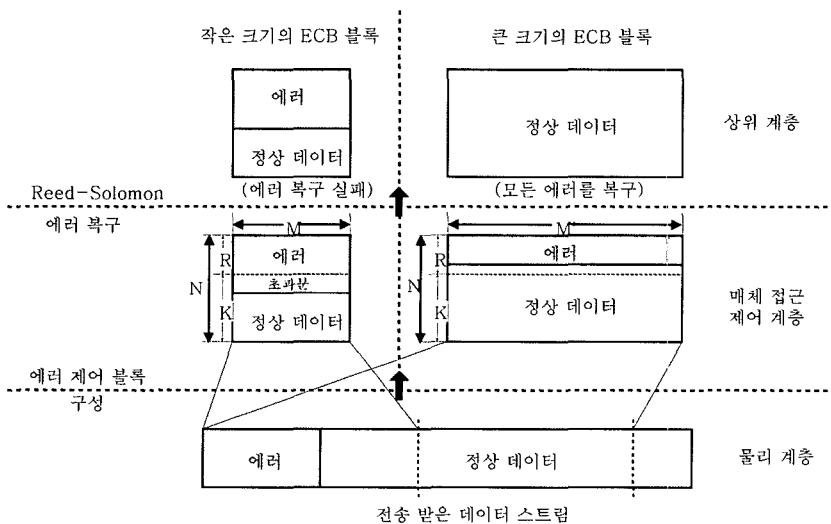 작은 크기의 ECB 블록
큰 크기의 ECB 블록
에러
정상 데이터
정상 데이터
상위 계층
(에러 복구 실패)
(모든 에러를 복구)
Reed-Solomon
에러 복구
M
M
N
R
K
에러
초과분
정상 데이터
N
R
K
에러
정상 데이터
매체 접근
제어 계층
에러 제어 블록
구성
에러
정상 데이터
물리 계층
전송 받은 데이터 스트림